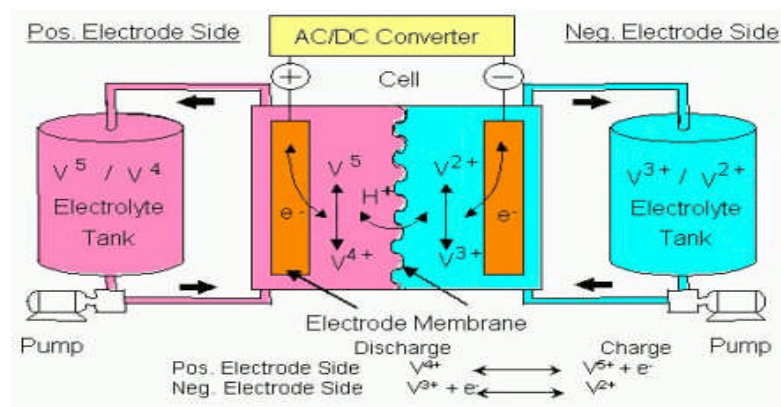 Pos. Electrode Side
AC/DC Converter
Neg. Electrode Side
+
Cell
−
V⁵ / V⁴
Electrolyte
Tank
V⁵
H⁺
e⁻
V⁴⁺
V²⁺
e⁻
V³⁺
V³⁺ / V²⁺
Electrolyte
Tank
Electrode Membrane
Pump
Pump
Discharge Charge
Pos. Electrode Side V⁴⁺ ⟷ V⁵⁺ + e⁻
Neg. Electrode Side V³⁺ + e⁻ ⟷ V²⁺